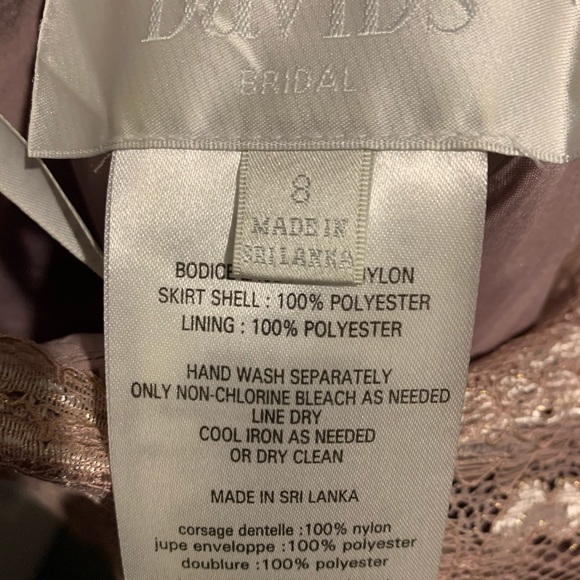 DAVID'S
BRIDAL
8
MADE IN
SRI LANKA
BODICE NYLON
SKIRT SHELL : 100% POLYESTER
LINING : 100% POLYESTER
HAND WASH SEPARATELY
ONLY NON-CHLORINE BLEACH AS NEEDED
LINE DRY
COOL IRON AS NEEDED
OR DRY CLEAN
MADE IN SRI LANKA
corsage dentelle :100% nylon
jupe enveloppe :100% polyester
doublure :100% polyester